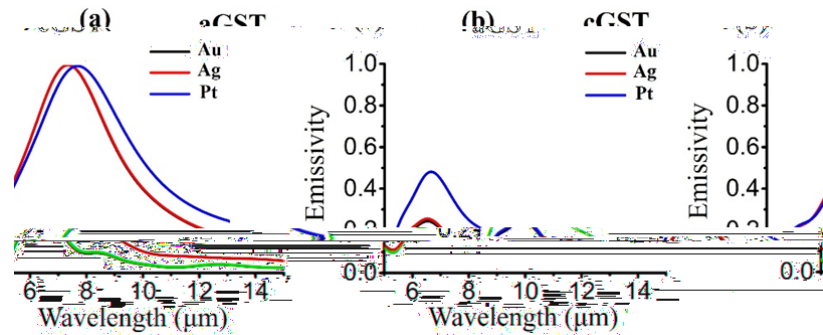 (a) aGST (b) cGST
Au
Ag
Pt
Au
Ag
Pt
Emissivity
1.0
0.8
0.6
0.4
0.0
Emissivity
1.0
0.8
0.6
0.4
0.0
6 8 10 12 14
6 8 10 12 14
Wavelength (μm) Wavelength (μm)